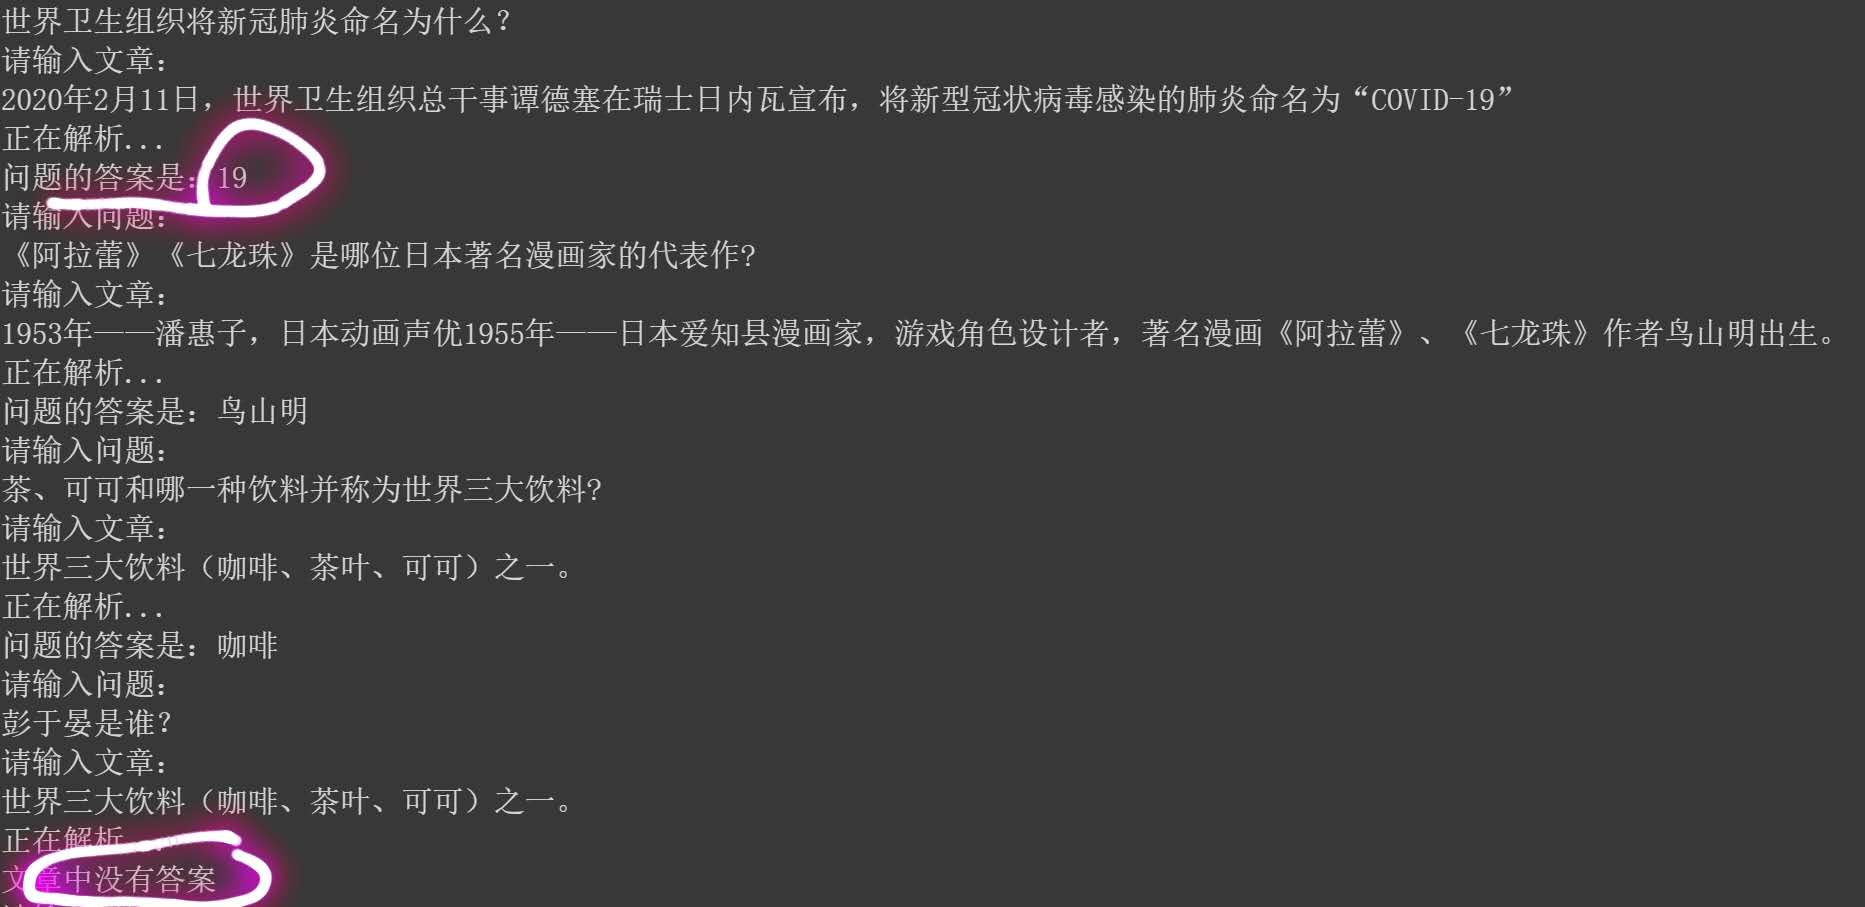 世界卫生组织将新冠肺炎命名为什么？
请输入文章：
2020年2月11日，世界卫生组织总干事谭德塞在瑞士日内瓦宣布，将新型冠状病毒感染的肺炎命名为“COVID-19”
正在解析...
问题的答案是：19
请输入问题：
《阿拉蕾》《七龙珠》是哪位日本著名漫画家的代表作?
请输入文章：
1953年——潘惠子，日本动画声优1955年——日本爱知县漫画家，游戏角色设计者，著名漫画《阿拉蕾》、《七龙珠》作者鸟山明出生。
正在解析...
问题的答案是：鸟山明
请输入问题：
茶、可可和哪一种饮料并称为世界三大饮料?
请输入文章：
世界三大饮料（咖啡、茶叶、可可）之一。
正在解析...
问题的答案是：咖啡
请输入问题：
彭于晏是谁？
请输入文章：
世界三大饮料（咖啡、茶叶、可可）之一。
正在解析...
文章中没有答案